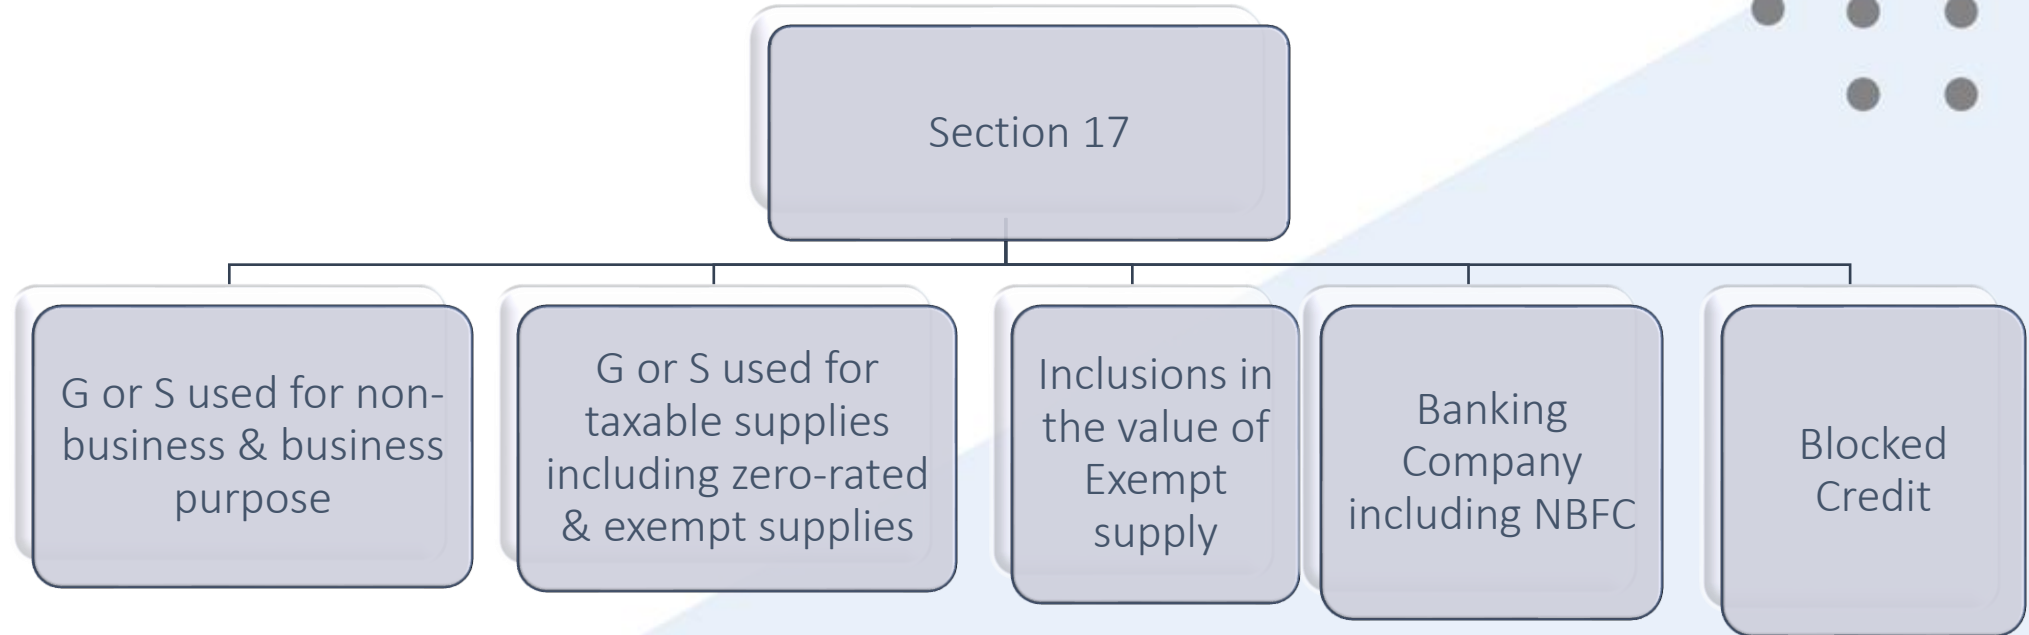 Section 17
G or S used for non-
business & business
purpose
G or S used for
taxable supplies
including zero-rated
& exempt supplies
Inclusions in
the value of
Exempt
supply
Banking
Company
including NBFC
Blocked
Credit